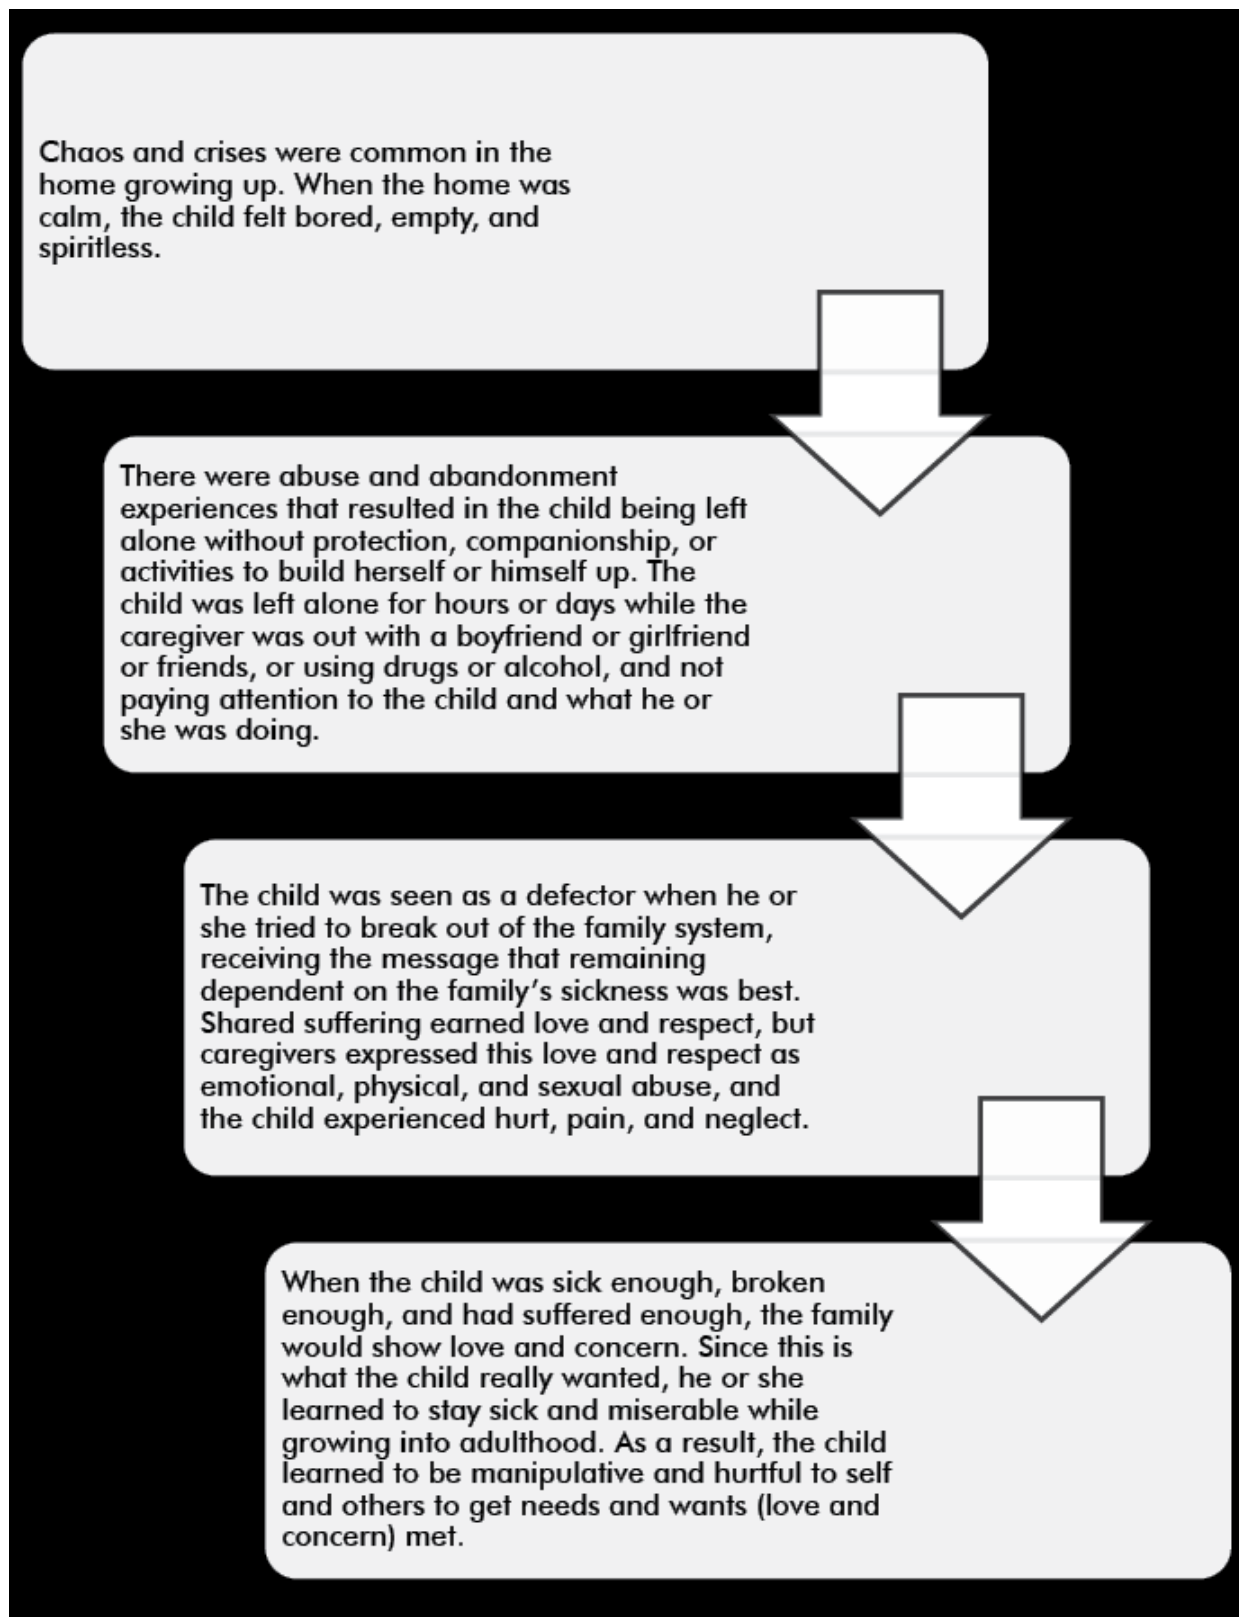 Chaos and crises were common in the
home growing up. When the home was
calm, the child felt bored, empty, and
spiritless.
There were abuse and abandonment
experiences that resulted in the child being left
alone without protection, companionship, or
activities to build herself or himself up. The
child was left alone for hours or days while the
caregiver was out with a boyfriend or girlfriend
or friends, or using drugs or alcohol, and not
paying attention to the child and what he or
she was doing.
The child was seen as a defector when he or
she tried to break out of the family system,
receiving the message that remaining
dependent on the family’s sickness was best.
Shared suffering earned love and respect, but
caregivers expressed this love and respect as
emotional, physical, and sexual abuse, and
the child experienced hurt, pain, and neglect.
When the child was sick enough, broken
enough, and had suffered enough, the family
would show love and concern. Since this is
what the child really wanted, he or she
learned to stay sick and miserable while
growing into adulthood. As a result, the child
learned to be manipulative and hurtful to self
and others to get needs and wants (love and
concern) met.